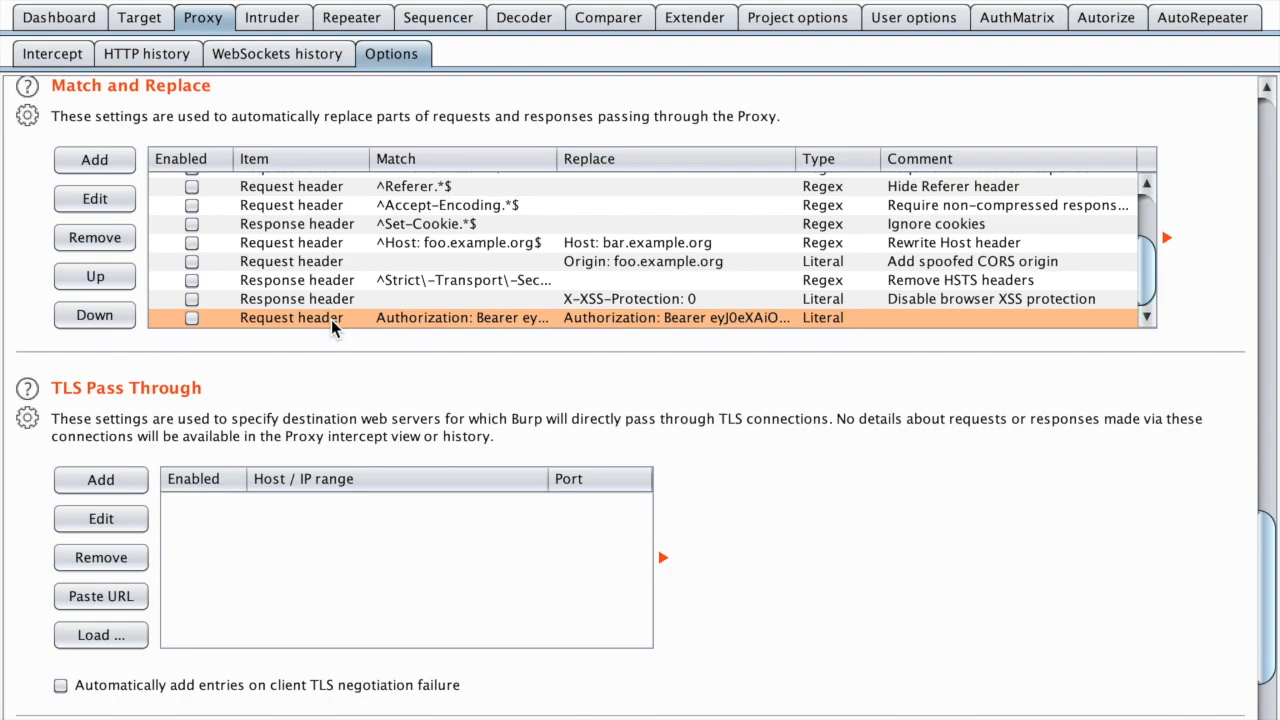 Dashboard Target Proxy Intruder Repeater Sequencer Decoder Comparer Extender Project options User options AuthMatrix Autorize AutoRepeater
Intercept HTTP history WebSockets history Options
? Match and Replace
These settings are used to automatically replace parts of requests and responses passing through the Proxy.
Add
Edit
Remove
Up
Down
Enabled Item Match Replace Type Comment
Request header ^Referer.*$ Regex Hide Referer header
Request header ^Accept-Encoding.*$ Regex Require non-compressed respons...
Response header ^Set-Cookie.*$ Regex Ignore cookies
Request header ^Host: foo.example.org$ Host: bar.example.org Regex Rewrite Host header
Request header Origin: foo.example.org Literal Add spoofed CORS origin
Response header ^Strict\-Transport\-Sec... Regex Remove HSTS headers
Response header X-XSS-Protection: 0 Literal Disable browser XSS protection
Request header Authorization: Bearer ey... Authorization: Bearer eyJ0eXAiO... Literal
? TLS Pass Through
These settings are used to specify destination web servers for which Burp will directly pass through TLS connections. No details about requests or responses made via these
connections will be available in the Proxy intercept view or history.
Add
Edit
Remove
Paste URL
Load ...
Enabled Host / IP range Port
Automatically add entries on client TLS negotiation failure